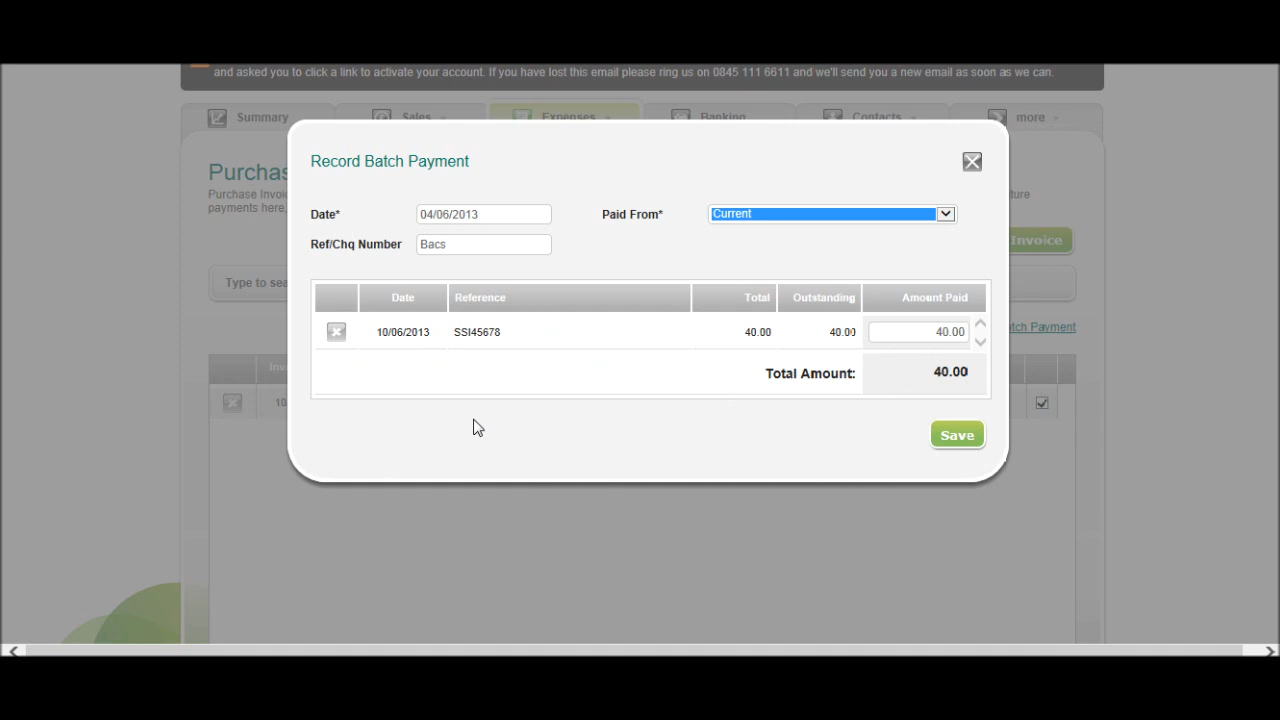 and asked you to click a link to activate your account. If you have lost this email please ring us on 0845 111 6611 and we'll send you a new email as soon as we can.
Summary Sales Expenses Banking Contacts more
Record Batch Payment
Purchas
Purchase Invoi
ture
payments here,
Date* 04/06/2013 Paid From* Current
Ref/Chq Number Bacs
Invoice
Type to sea
Date Reference Total Outstanding Amount Paid
10/06/2013 SSI45678 40.00 40.00 40.00
tch Payment
Total Amount: 40.00
Inv
10
Save